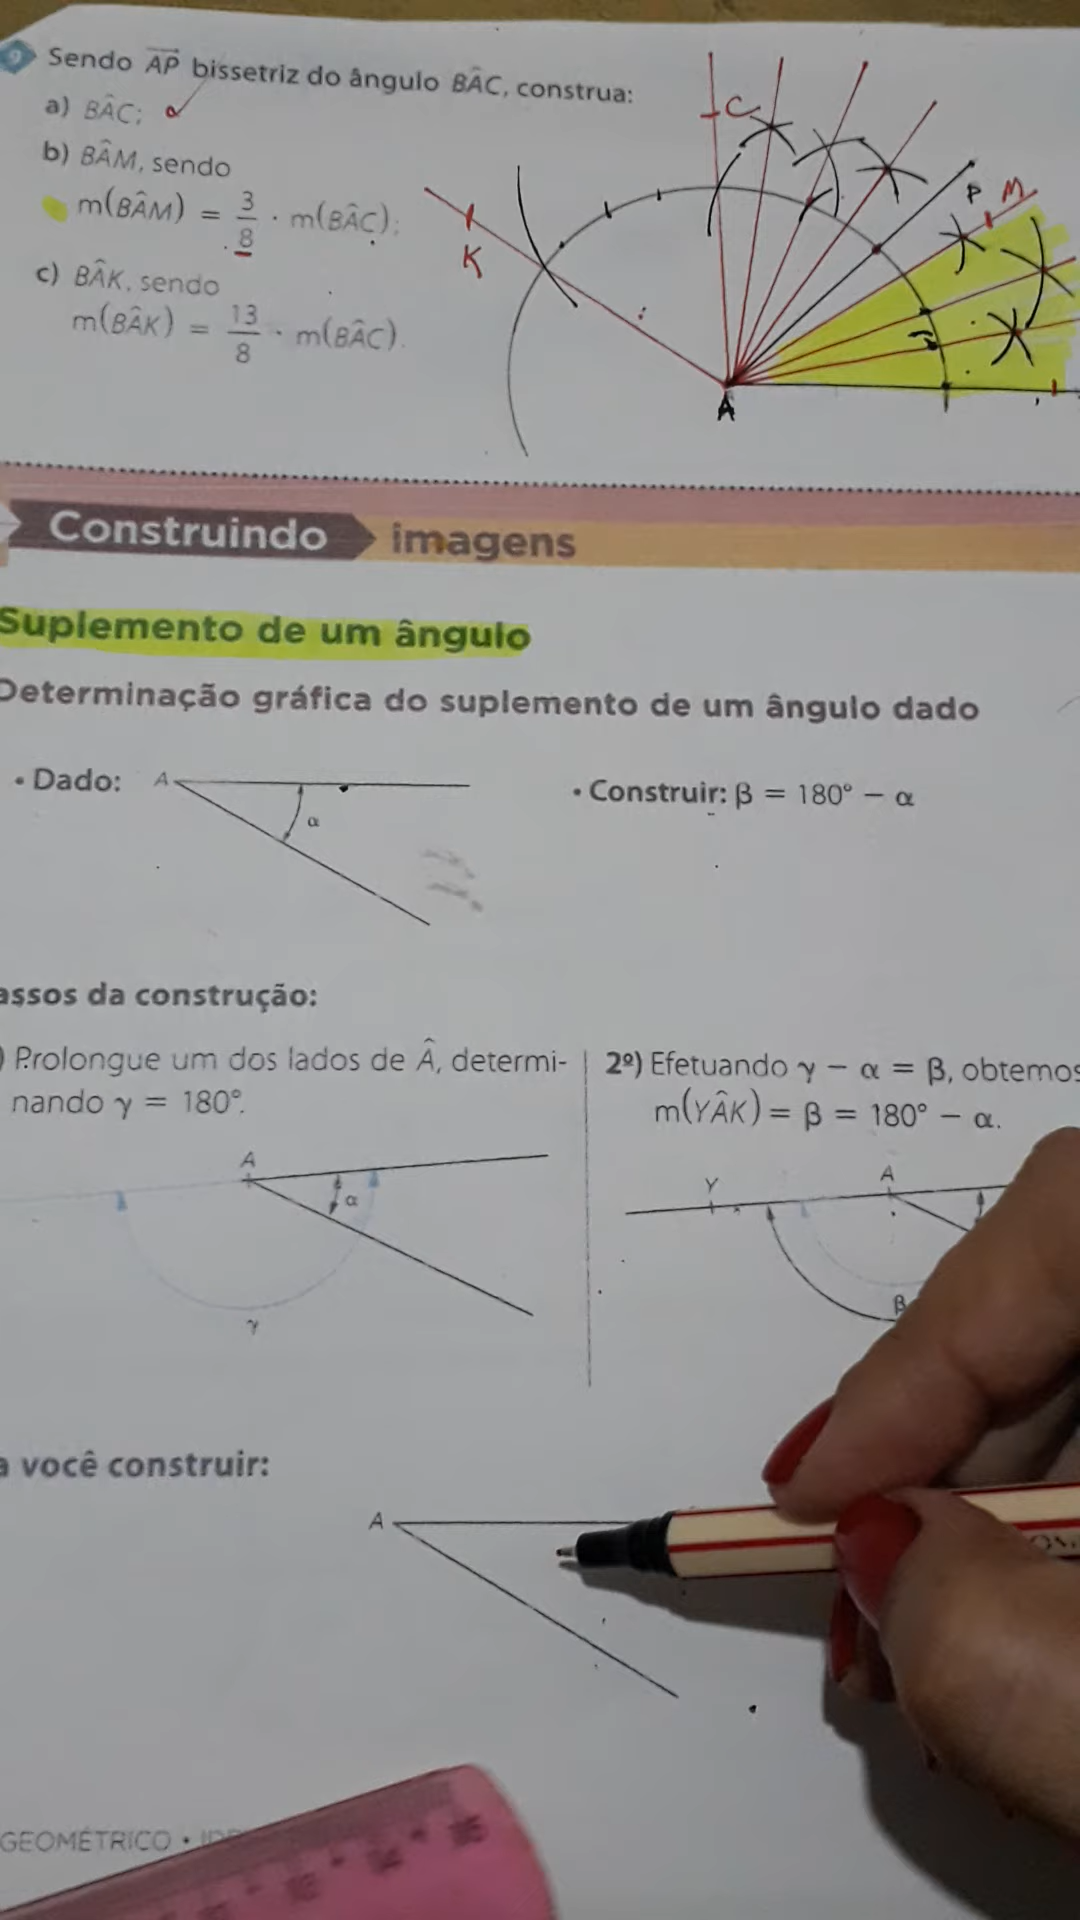 9 Sendo AP bissetriz do ângulo BÂC, construa:
a) BÂC;
b) BÂM, sendo
m(BÂM) = 3/8 · m(BÂC);
c) BÂK, sendo
m(BÂK) = 13/8 · m(BÂC).
C
P M
K
A
Construindo imagens
Suplemento de um ângulo
Determinação gráfica do suplemento de um ângulo dado
• Dado: A α
• Construir: β = 180° − α
assos da construção:
) Prolongue um dos lados de Â, determi-
nando γ = 180°.
A
α
γ
2º) Efetuando γ − α = β, obtemos
m(YÂK) = β = 180° − α.
Y A
β
a você construir:
A
GEOMÉTRICO •